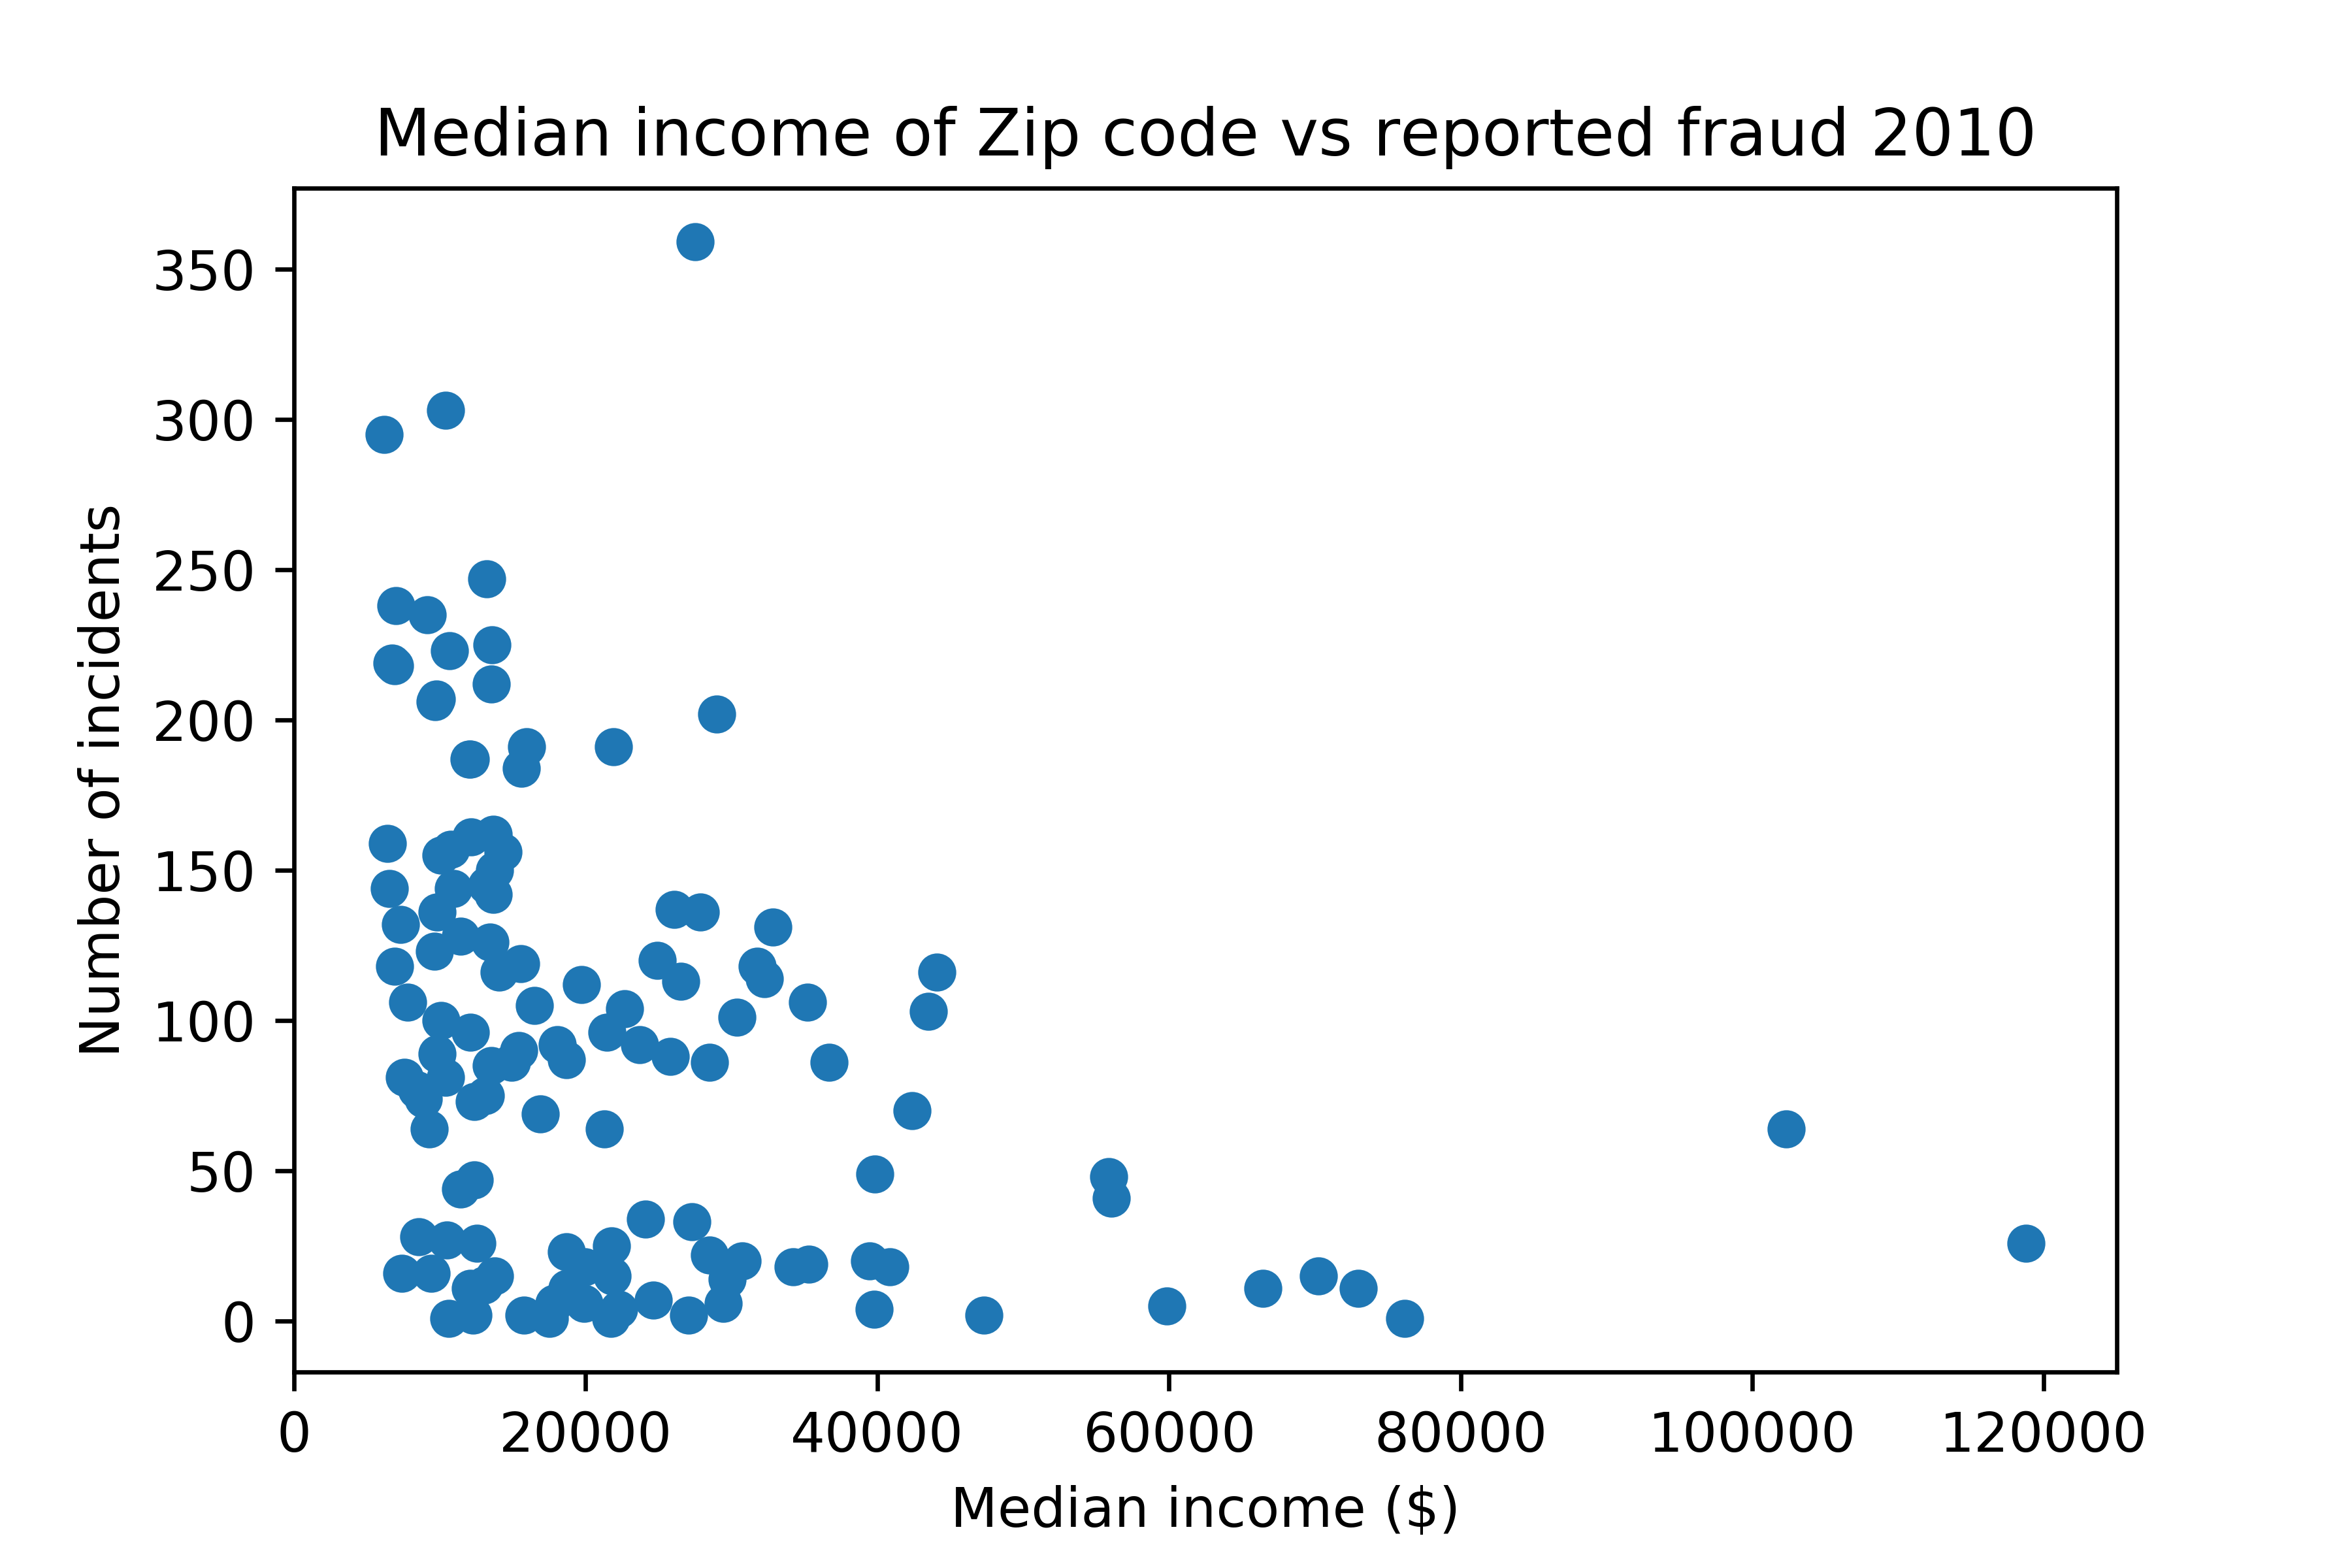 Median income of Zip code vs reported fraud 2010
350
300
250
200
150
100
50
0
Number of incidents
0 20000 40000 60000 80000 100000 120000
Median income ($)